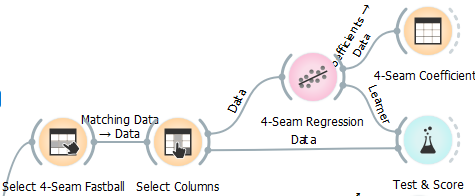 Coefficients → Data
4-Seam Coefficient
Data
Learner
4-Seam Regression
Matching Data
→ Data
Data
Select 4-Seam Fastball
Select Columns
Test & Score